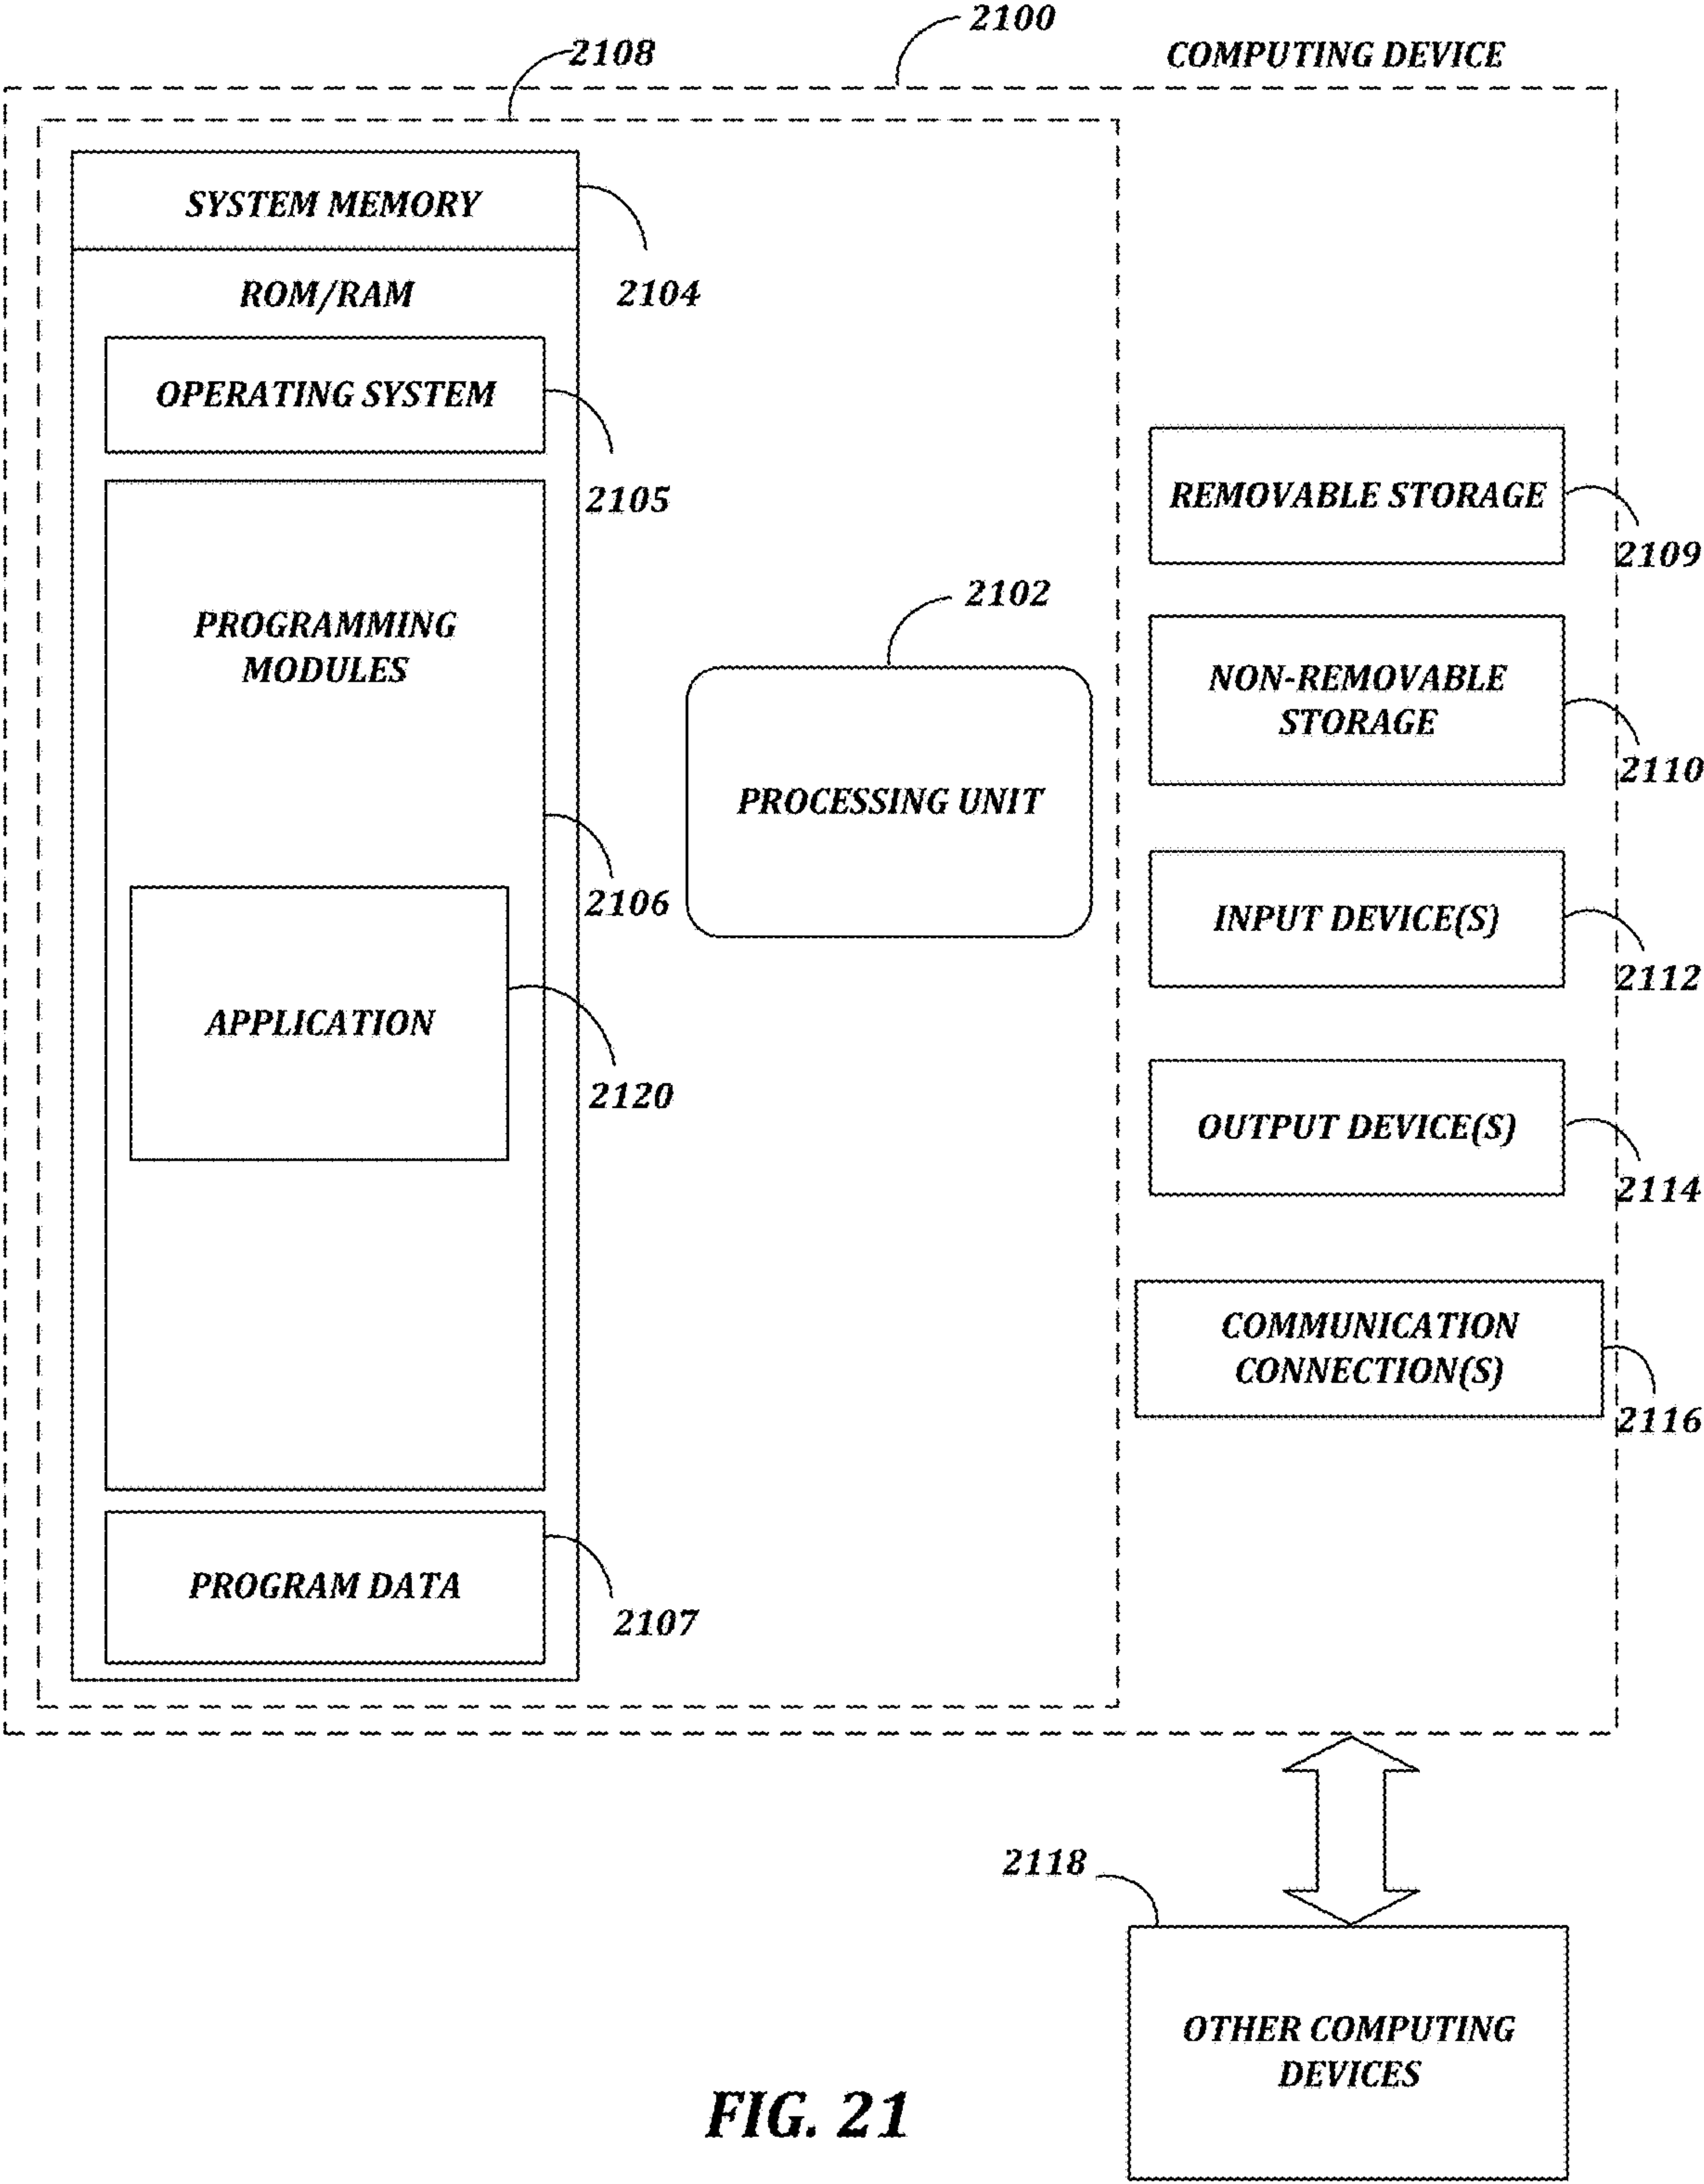 2100
2108
COMPUTING DEVICE
SYSTEM MEMORY
2104
ROM/RAM
OPERATING SYSTEM
2105
PROGRAMMING
MODULES
2106
APPLICATION
2120
PROGRAM DATA
2107
2102
PROCESSING UNIT
REMOVABLE STORAGE
2109
NON-REMOVABLE
STORAGE
2110
INPUT DEVICE(S)
2112
OUTPUT DEVICE(S)
2114
COMMUNICATION
CONNECTION(S)
2116
2118
OTHER COMPUTING
DEVICES
FIG. 21